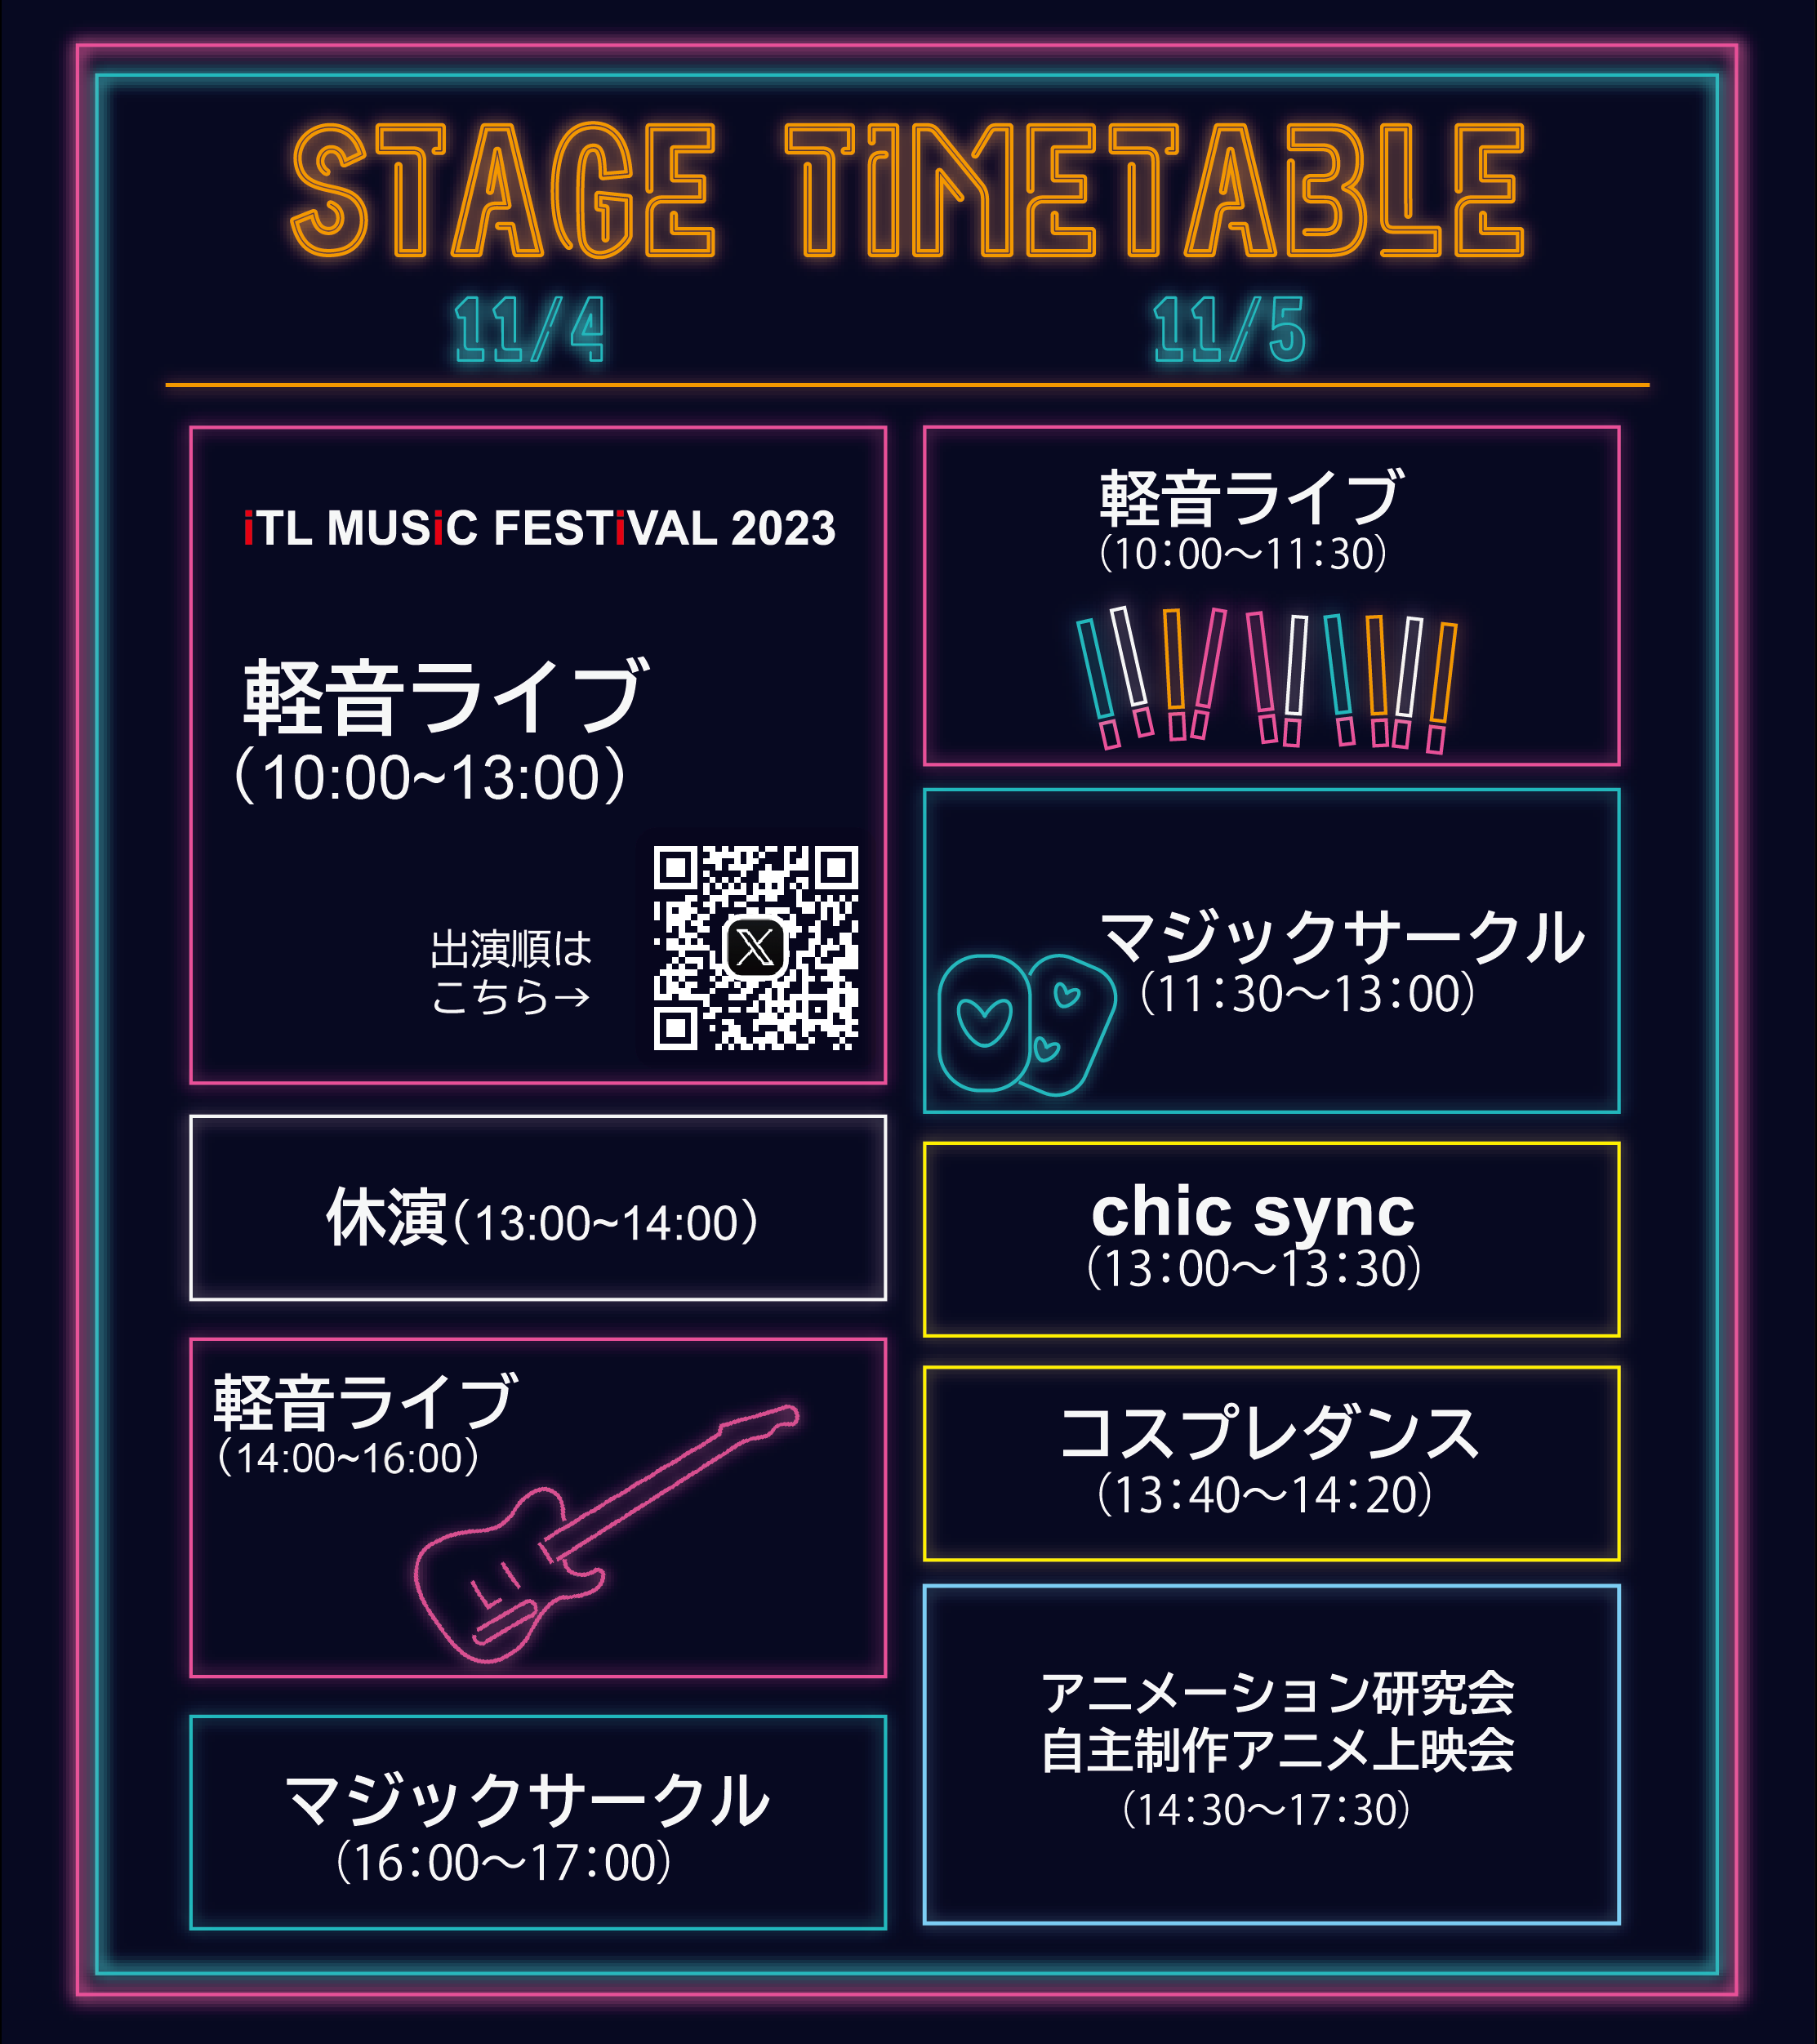 STAGE TiMETABLE
11/4
11/5
iTL MUSiC FESTiVAL 2023
軽音ライブ
（10:00~13:00）
出演順は
こちら→
休演（13:00~14:00）
軽音ライブ
（14:00~16:00）
マジックサークル
（16：00～17：00）
軽音ライブ
（10：00～11：30）
マジックサークル
（11：30～13：00）
chic sync
（13：00～13：30）
コスプレダンス
（13：40～14：20）
アニメーション研究会
自主制作アニメ上映会
（14：30～17：30）